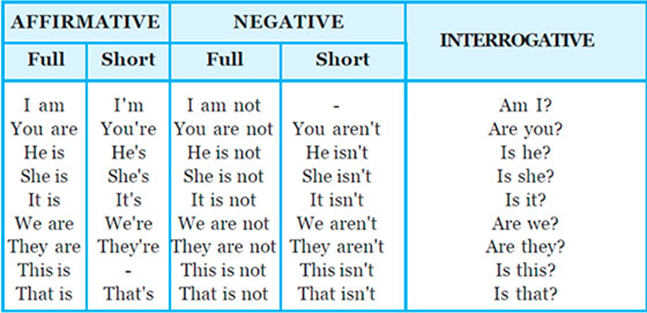 AFFIRMATIVE NEGATIVE INTERROGATIVE
Full Short Full Short
I am I'm I am not - Am I?
You are You're You are not You aren't Are you?
He is He's He is not He isn't Is he?
She is She's She is not She isn't Is she?
It is It's It is not It isn't Is it?
We are We're We are not We aren't Are we?
They are They're They are not They aren't Are they?
This is - This is not This isn't Is this?
That is That's That is not That isn't Is that?